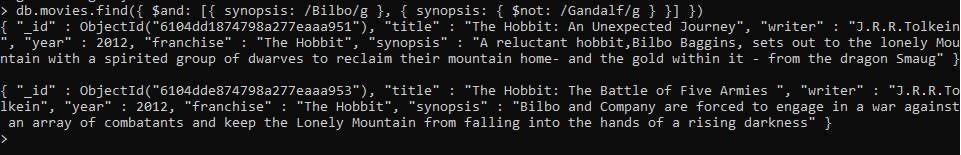 > db.movies.find({ $and: [{ synopsis: /Bilbo/g }, { synopsis: { $not: /Gandalf/g } }] })
{ "_id" : ObjectId("6104dd1874798a277eaaa951"), "title" : "The Hobbit: An Unexpected Journey", "writer" : "J.R.R.Tolkein
", "year" : 2012, "franchise" : "The Hobbit", "synopsis" : "A reluctant hobbit,Bilbo Baggins, sets out to the lonely Mou
ntain with a spirited group of dwarves to reclaim their mountain home- and the gold within it - from the dragon Smaug" }
{ "_id" : ObjectId("6104dde874798a277eaaa953"), "title" : "The Hobbit: The Battle of Five Armies ", "writer" : "J.R.R.To
lkein", "year" : 2012, "franchise" : "The Hobbit", "synopsis" : "Bilbo and Company are forced to engage in a war against
 an array of combatants and keep the Lonely Mountain from falling into the hands of a rising darkness" }
>